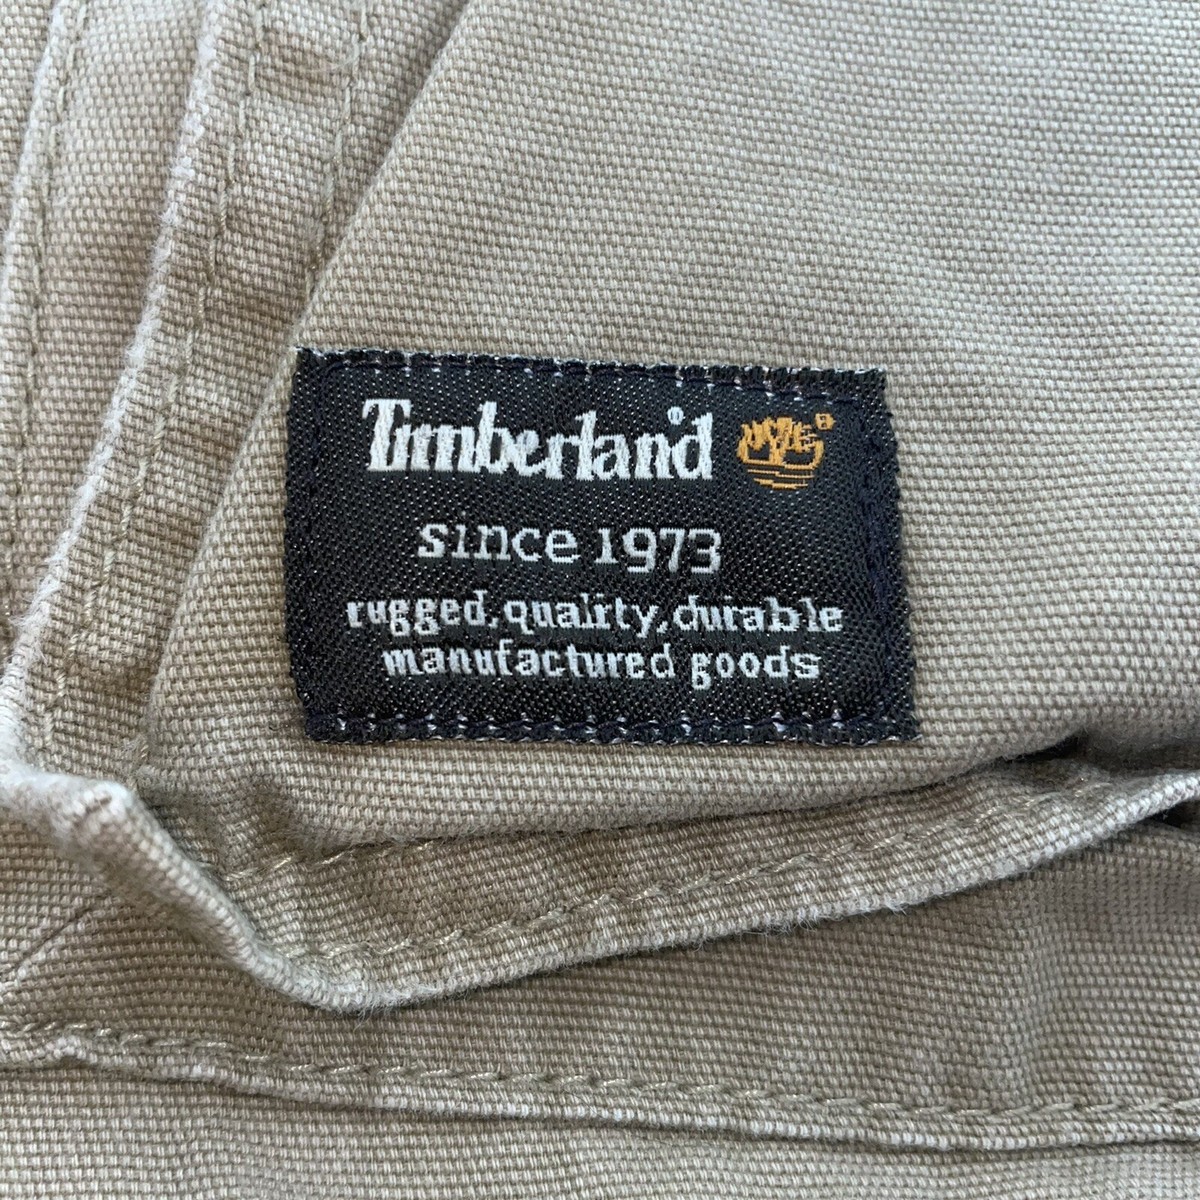 Timberland®
since 1973
rugged,quality,durable
manufactured goods